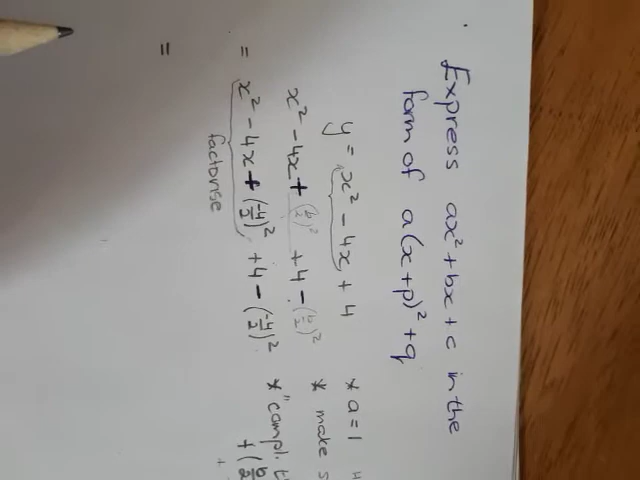 Express ax² + bx + c in the
form of a(x+p)² + q
y = x² - 4x + 4 * a = 1
x² - 4x + (b/2)² + 4 - (b/2)² * make
= x² - 4x + (-4/2)² + 4 - (-4/2)² * "compl.
factorise + (b/2
=